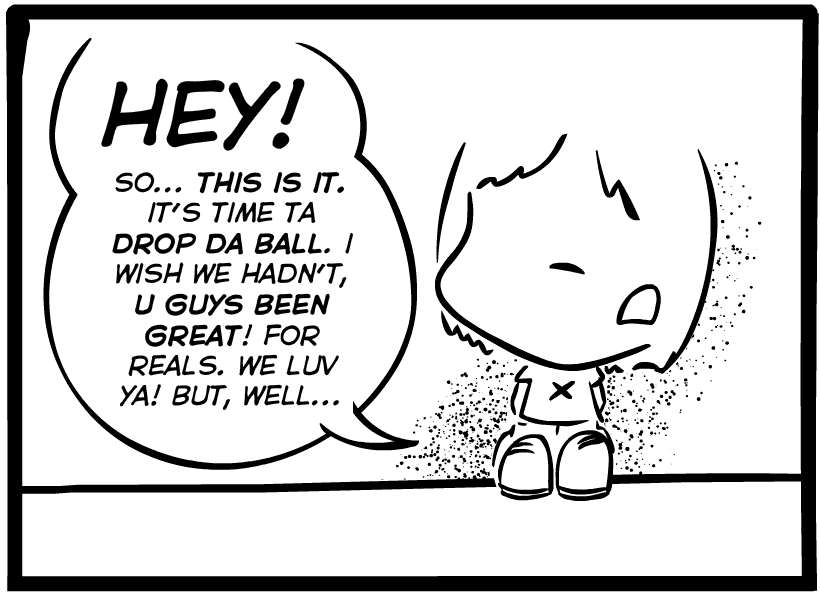 HEY!
SO... THIS IS IT.
IT'S TIME TA
DROP DA BALL. I
WISH WE HADN'T,
U GUYS BEEN
GREAT! FOR
REALS. WE LUV
YA! BUT, WELL...